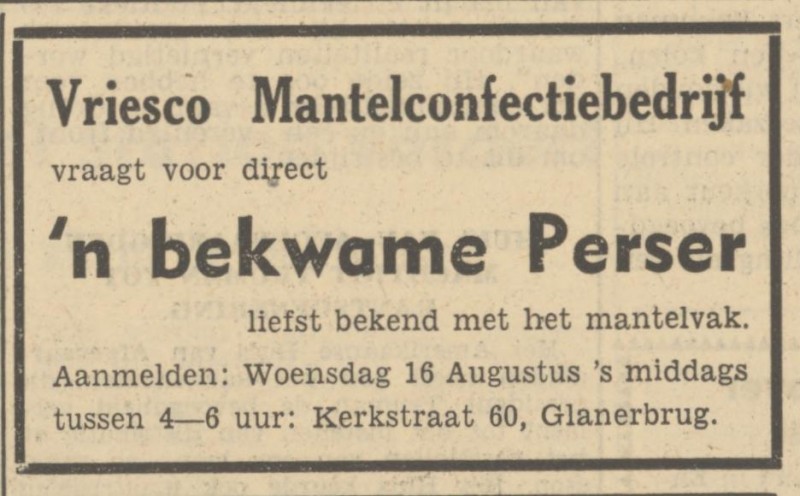 Vriesco Mantelconfectiebedrijf
vraagt voor direct
'n bekwame Perser
liefst bekend met het mantelvak.
Aanmelden: Woensdag 16 Augustus 's middags
tussen 4—6 uur: Kerkstraat 60, Glanerbrug.